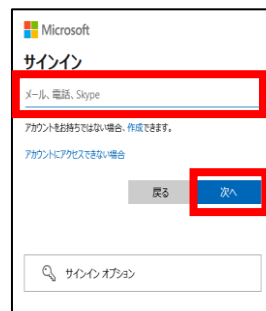 Microsoft
サインイン
メール、電話、Skype
アカウントをお持ちではない場合、作成できます。
アカウントにアクセスできない場合
戻る 次へ
サインイン オプション